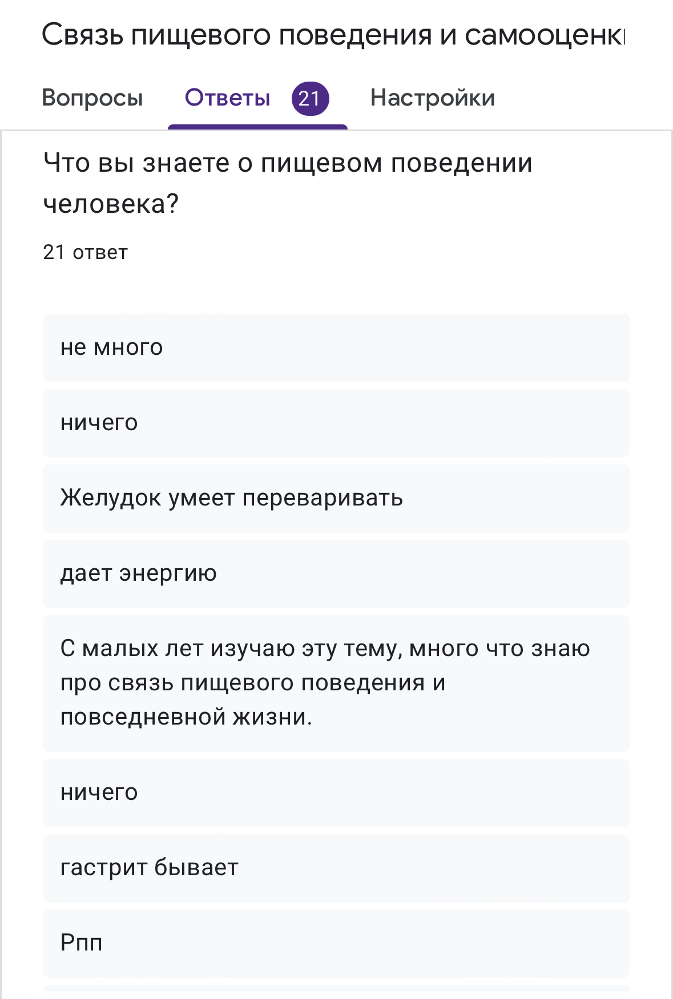 Связь пищевого поведения и самооценк
Вопросы Ответы 21 Настройки
Что вы знаете о пищевом поведении
человека?
21 ответ
не много
ничего
Желудок умеет переваривать
дает энергию
С малых лет изучаю эту тему, много что знаю
про связь пищевого поведения и
повседневной жизни.
ничего
гастрит бывает
Рпп